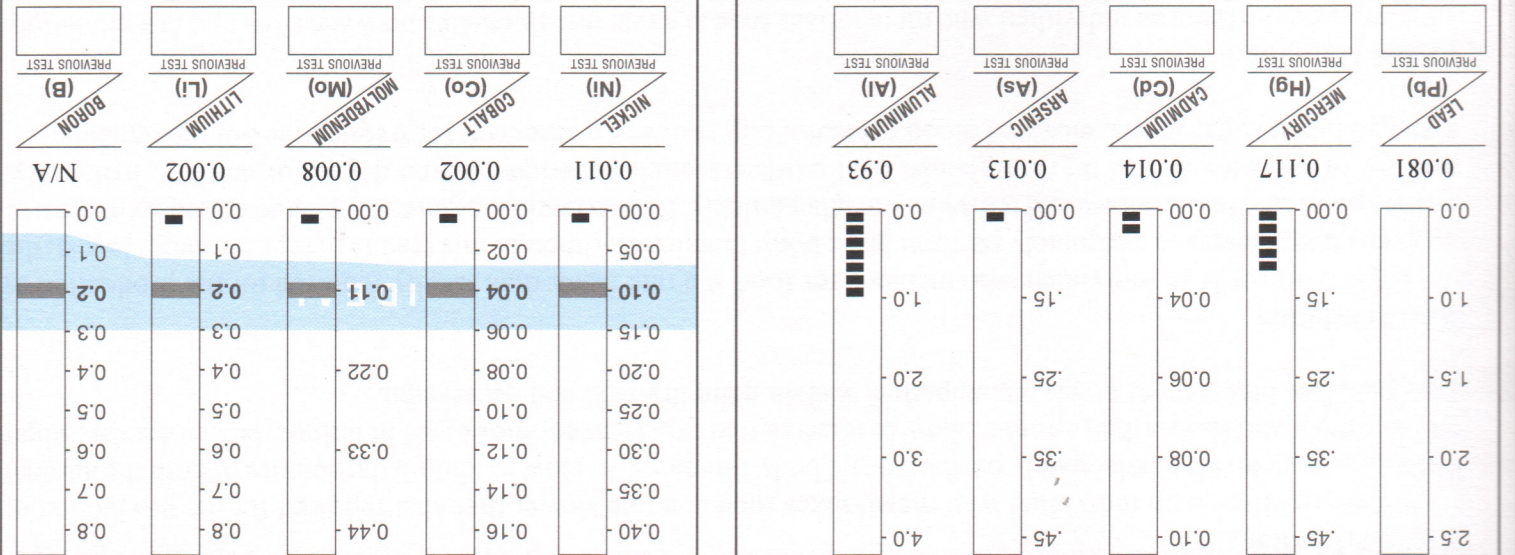 2.5 .45 0.10 .45 4.0 0.40 0.16 0.44 0.8 0.8
0.35 0.14 0.7 0.7
2.0 .35 0.08 .35 3.0 0.30 0.12 0.33 0.6 0.6
0.25 0.10 0.5 0.5
1.5 .25 0.06 .25 2.0 0.20 0.08 0.22 0.4 0.4
0.15 0.06 0.3 0.3
1.0 .15 0.04 .15 1.0 0.10 0.04 IDEAL 0.11 0.2 0.2
0.05 0.02 0.1 0.1
0.0 0.00 0.00 .00 0.00 0.00 0.00 0.00 0.0 0.0
0.081 0.1117 0.014 0.013 0.93 0.011 0.002 0.008 0.002 N/A
LEAD MERCURY CADMIUM ARSENIC ALUMINUM NICKEL COBALT MOLYBDENUM LITHIUM BORON
(Pb) (Hg) (Cd) (As) (Al) (Ni) (Co) (Mo) (Li) (B)
PREVIOUS TEST PREVIOUS TEST PREVIOUS TEST PREVIOUS TEST PREVIOUS TEST PREVIOUS TEST PREVIOUS TEST PREVIOUS TEST PREVIOUS TEST PREVIOUS TEST